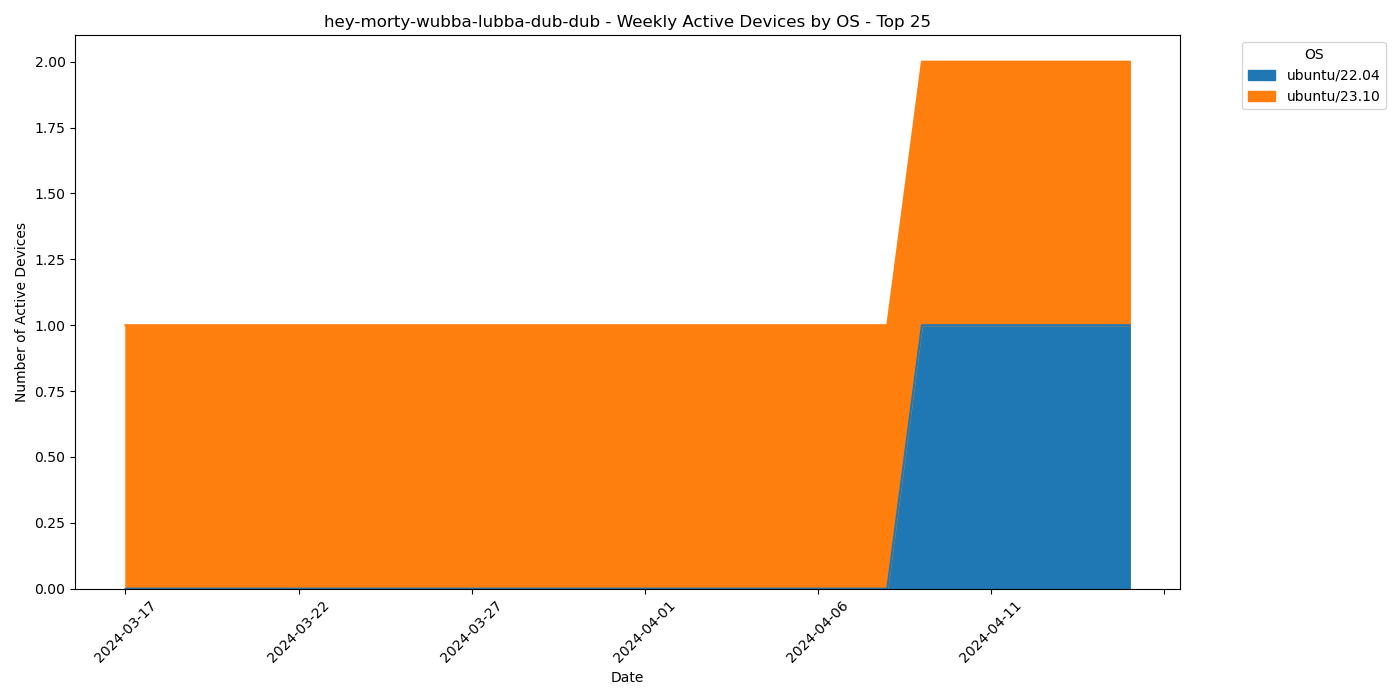 hey-morty-wubba-lubba-dub-dub - Weekly Active Devices by OS - Top 25
OS
ubuntu/22.04
ubuntu/23.10
Number of Active Devices
2.00
1.75
1.50
1.25
1.00
0.75
0.50
0.25
0.00
2024-03-17
2024-03-22
2024-03-27
2024-04-01
2024-04-06
2024-04-11
Date